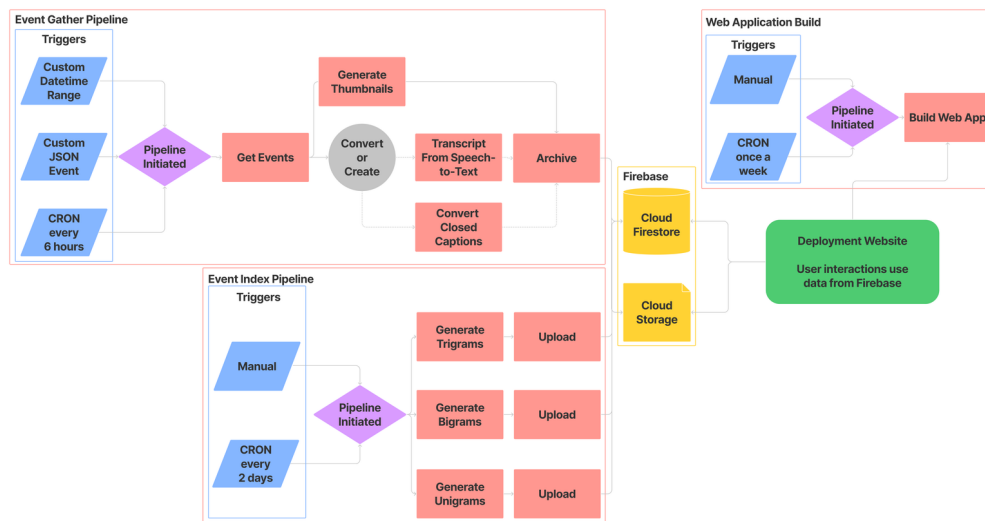 Event Gather Pipeline
Triggers
Custom
Datetime
Range
Custom
JSON
Event
CRON
every
6 hours
Pipeline
Initiated
Get Events
Generate
Thumbnails
Convert
or
Create
Transcript
From Speech-
to-Text
Convert
Closed
Captions
Archive
Event Index Pipeline
Triggers
Manual
CRON
every
2 days
Pipeline
Initiated
Generate
Trigrams
Upload
Generate
Bigrams
Upload
Generate
Unigrams
Upload
Firebase
Cloud
Firestore
Cloud
Storage
Web Application Build
Triggers
Manual
CRON
once a
week
Pipeline
Initiated
Build Web App
Deployment Website
User interactions use
data from Firebase